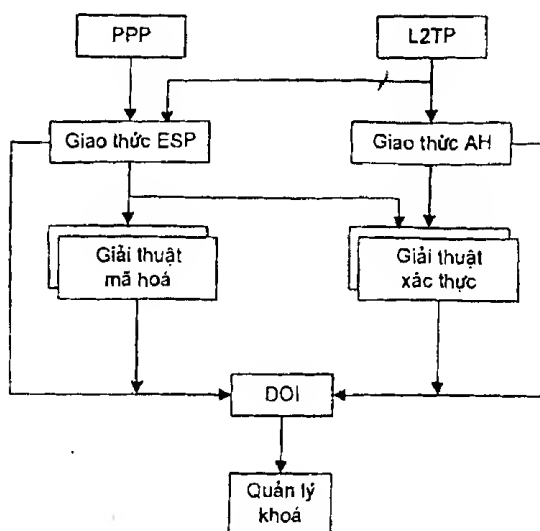 PPP
L2TP
Giao thức ESP
Giao thức AH
Giải thuật
mã hoá
Giải thuật
xác thực
DOI
Quản lý
khoá